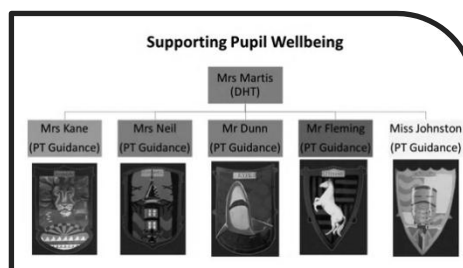 Supporting Pupil Wellbeing
Mrs Martis
(DHT)
Mrs Kane
(PT Guidance)
Mrs Neil
(PT Guidance)
Mr Dunn
(PT Guidance)
Mr Fleming
(PT Guidance)
Miss Johnston
(PT Guidance)